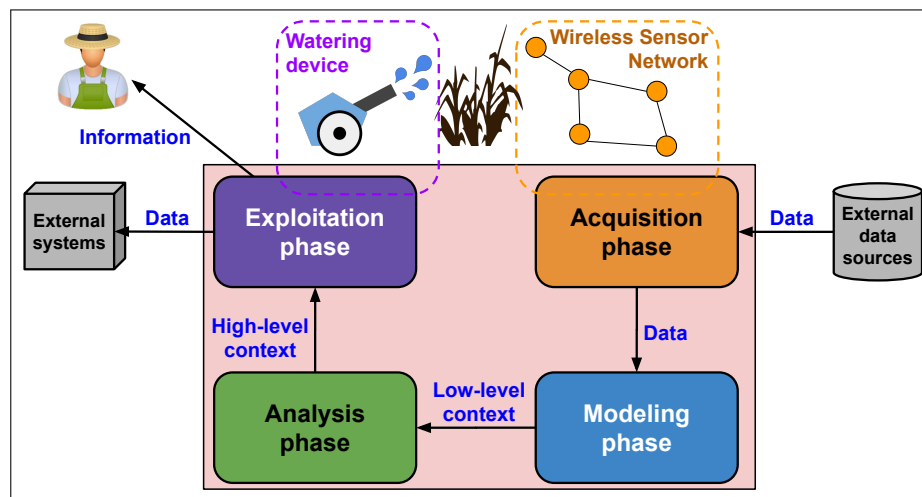 Watering
device
Wireless Sensor
Network
Information
External
systems
Data
Exploitation
phase
Acquisition
phase
Data
External
data
sources
High-level
context
Data
Analysis
phase
Low-level
context
Modeling
phase